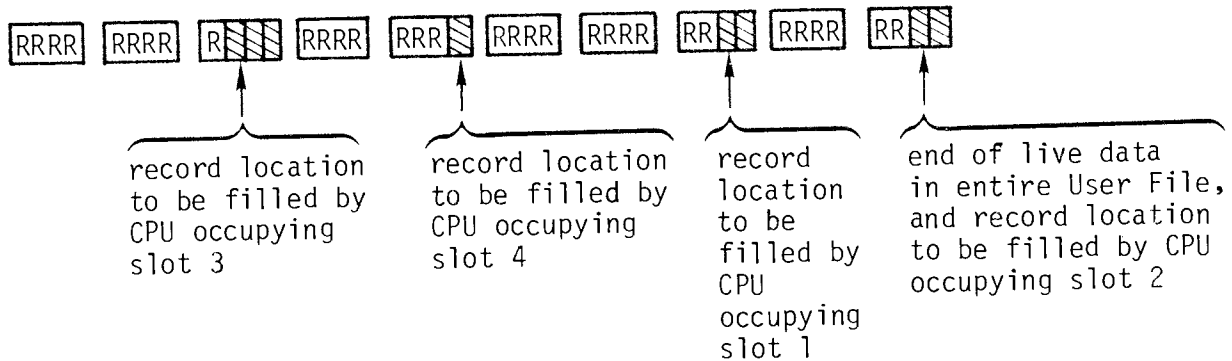 RRRR RRRR R RRRR RRR RRRR RRRR RR RRRR RR
record location
to be filled by
CPU occupying
slot 3
record location
to be filled by
CPU occupying
slot 4
record
location
to be
filled by
CPU
occupying
slot 1
end of live data
in entire User File,
and record location
to be filled by CPU
occupying slot 2